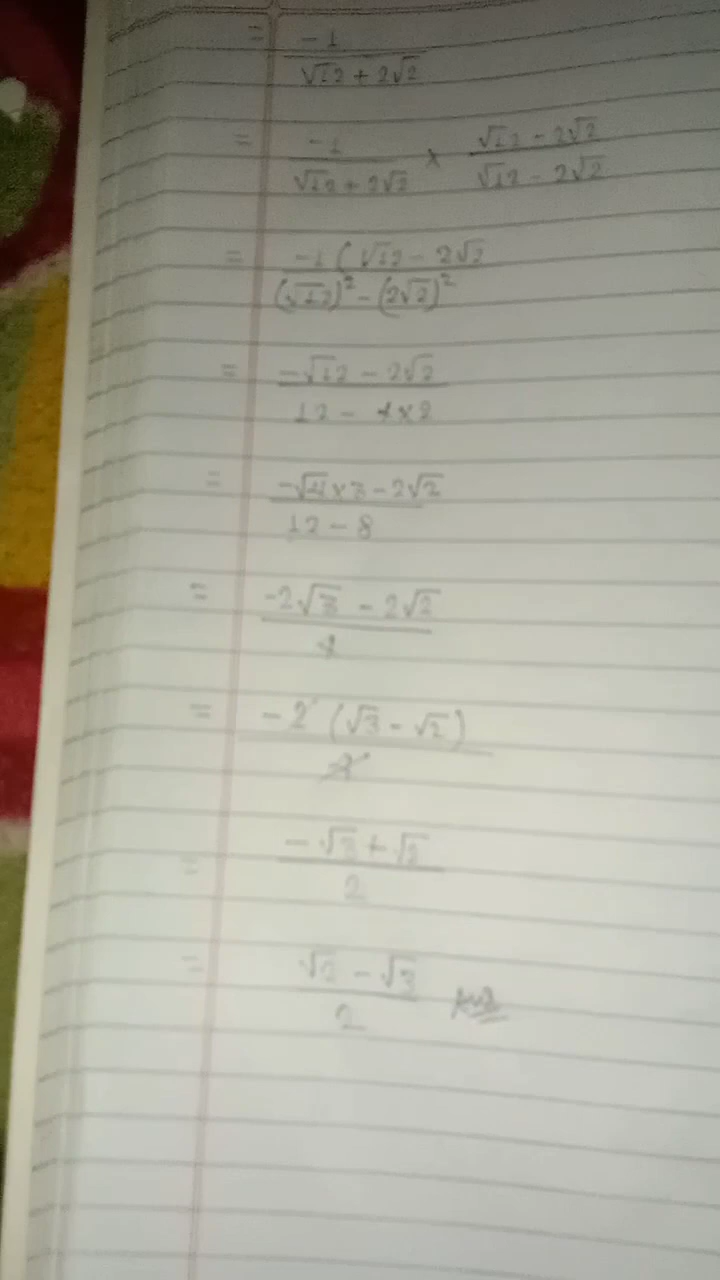 = -1 / √12 + 2√2
= -1 / √12 + 2√2 × √12 - 2√2 / √12 - 2√2
= -1 (√12 - 2√2 / (√12)² - (2√2)²
= -√12 - 2√2 / 12 - 4×2
= -√4×3 - 2√2 / 12 - 8
= -2√3 - 2√2 / 4
= -2 (√3 - √2) / 4
= -√3 + √2 / 2
= √2 - √3 / 2 Ans